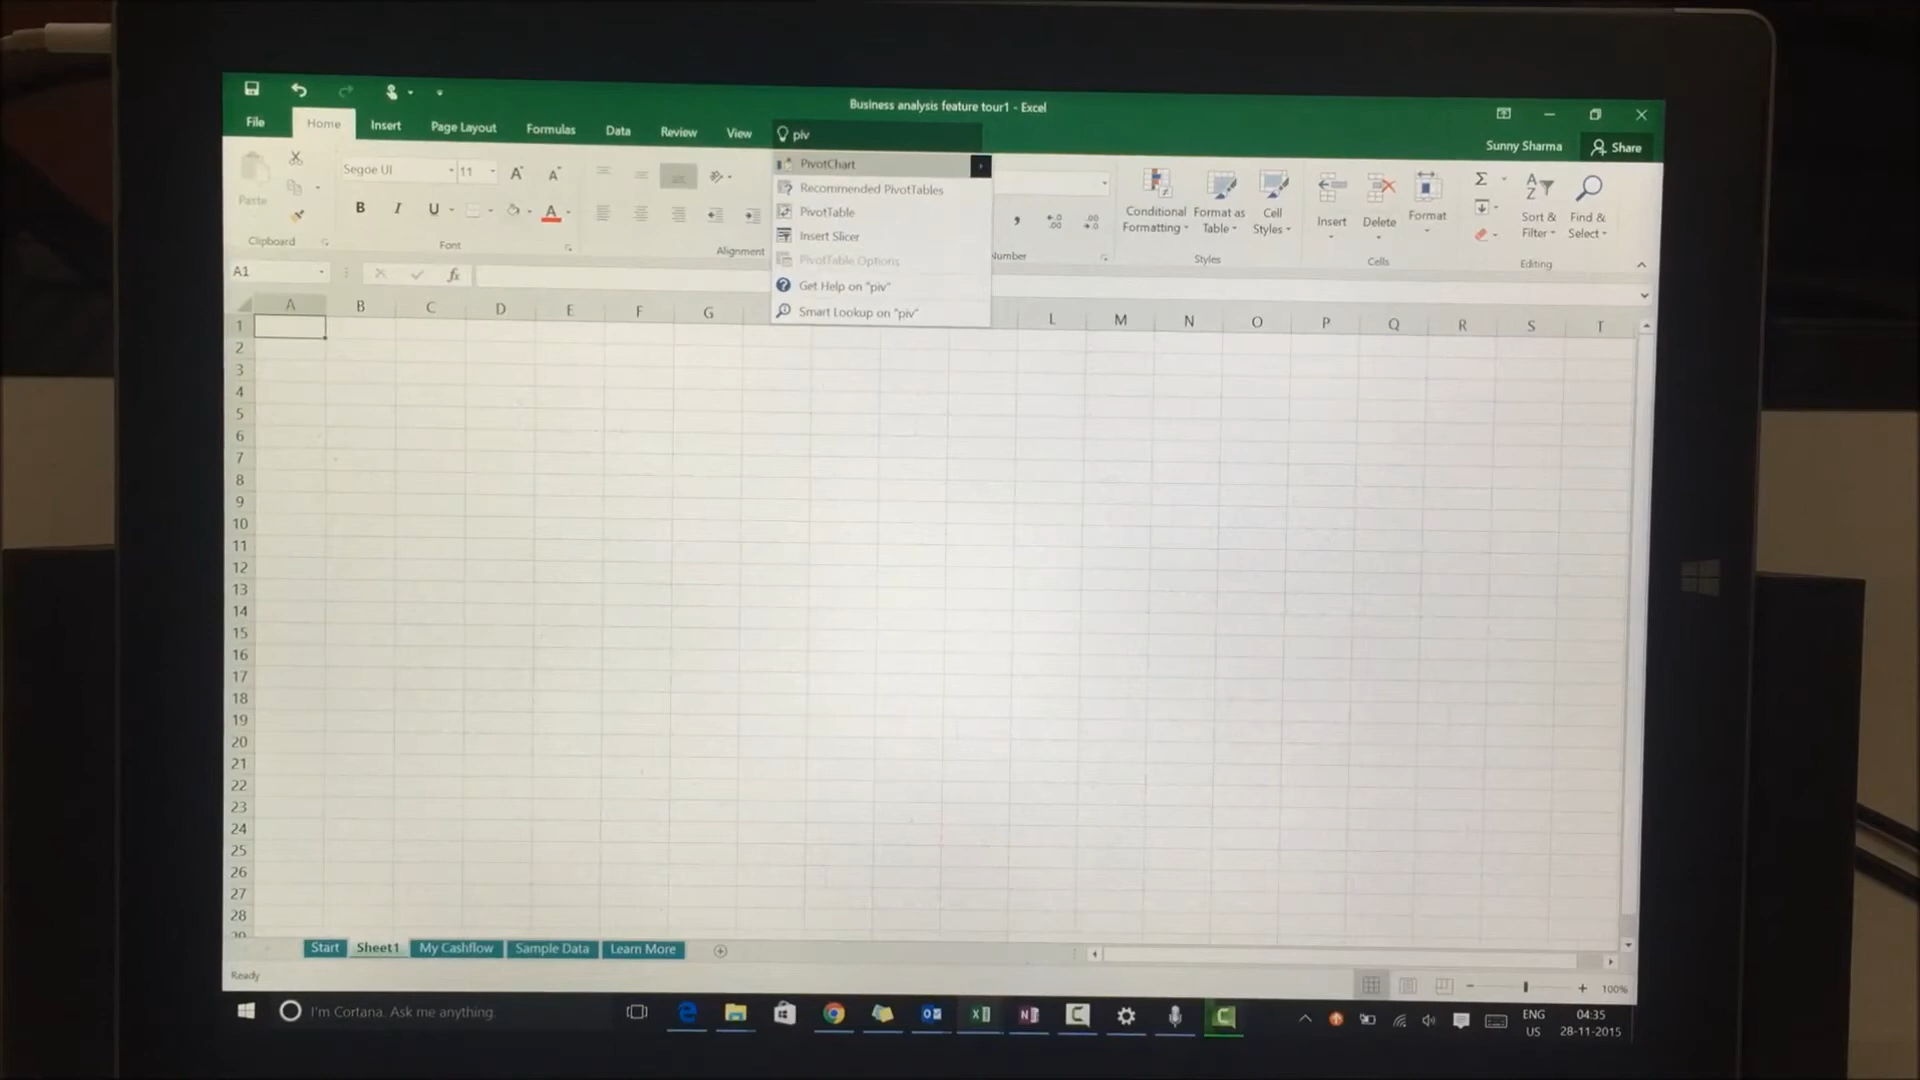 Business analysis feature tour1 - Excel
File
Home
Insert
Page Layout
Formulas
Data
Review
View
piv
Sunny Sharma
Share
Paste
Clipboard
Segoe UI
11
B I U
A
Font
Alignment
PivotChart
Recommended PivotTables
PivotTable
Insert Slicer
PivotTable Options
Get Help on "piv"
Smart Lookup on "piv"
Number
Conditional Formatting
Format as Table
Cell Styles
Styles
Insert
Delete
Format
Cells
Sort & Filter
Find & Select
Editing
A1
fx
A B C D E F G L M N O P Q R S T
1
2
3
4
5
6
7
8
9
10
11
12
13
14
15
16
17
18
19
20
21
22
23
24
25
26
27
28
Start
Sheet1
My Cashflow
Sample Data
Learn More
Ready
100%
I'm Cortana. Ask me anything.
ENG
US
04:35
28-11-2015